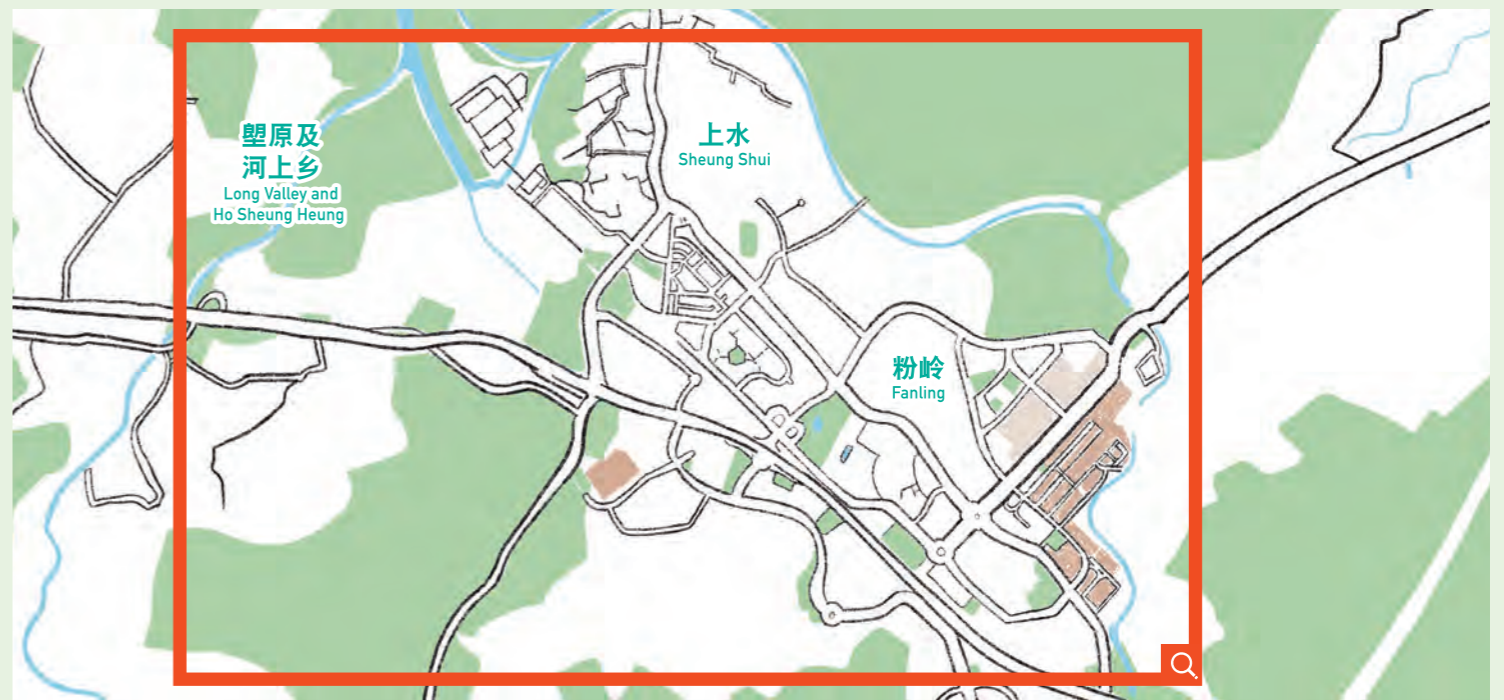 塱原及
河上乡
Long Valley and
Ho Sheung Heung
上水
Sheung Shui
粉岭
Fanling